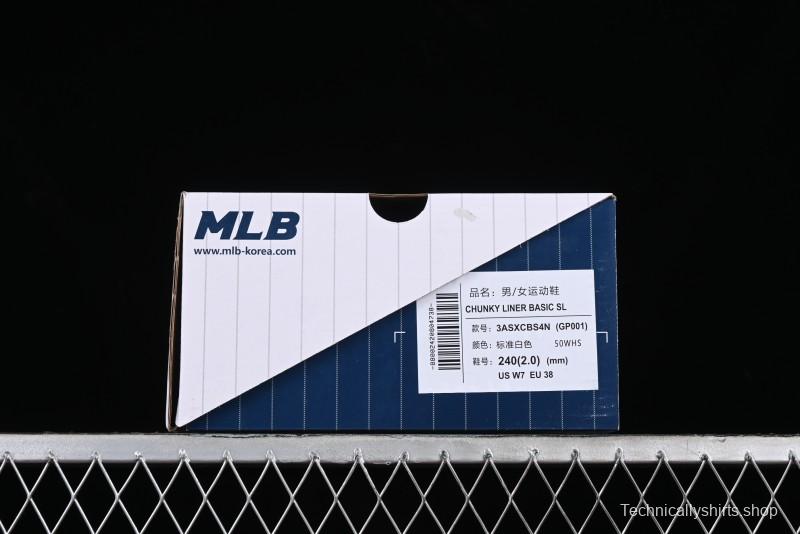 MLB
www.mlb-korea.com
品名：男/女运动鞋
CHUNKY LINER BASIC SL
款号：3ASXCBS4N (GP001)
颜色：标准白色 50WHS
鞋号：240(2.0) (mm)
US W7 EU 38
Technicallyshirts.shop